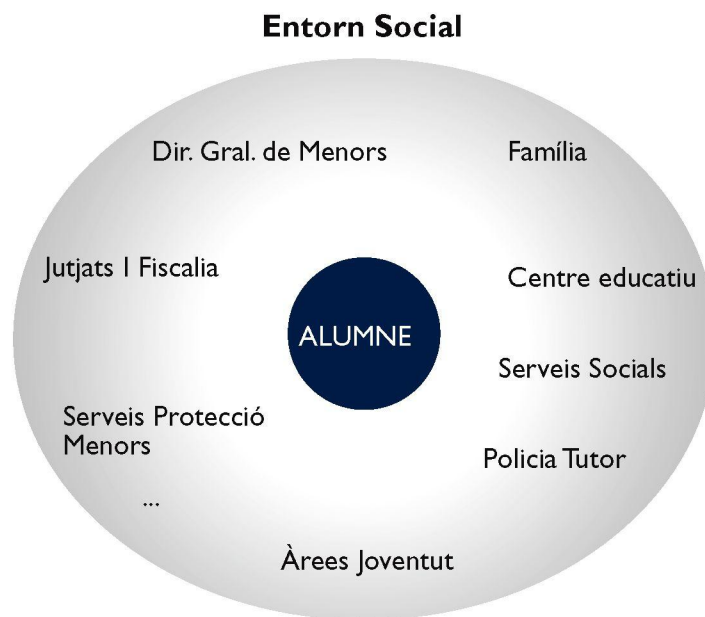 Entorn Social
Dir. Gral. de Menors
Família
Jutjats I Fiscalia
Centre educatiu
ALUMNE
Serveis Socials
Serveis Protecció
Menors
Policia Tutor
...
Àrees Joventut